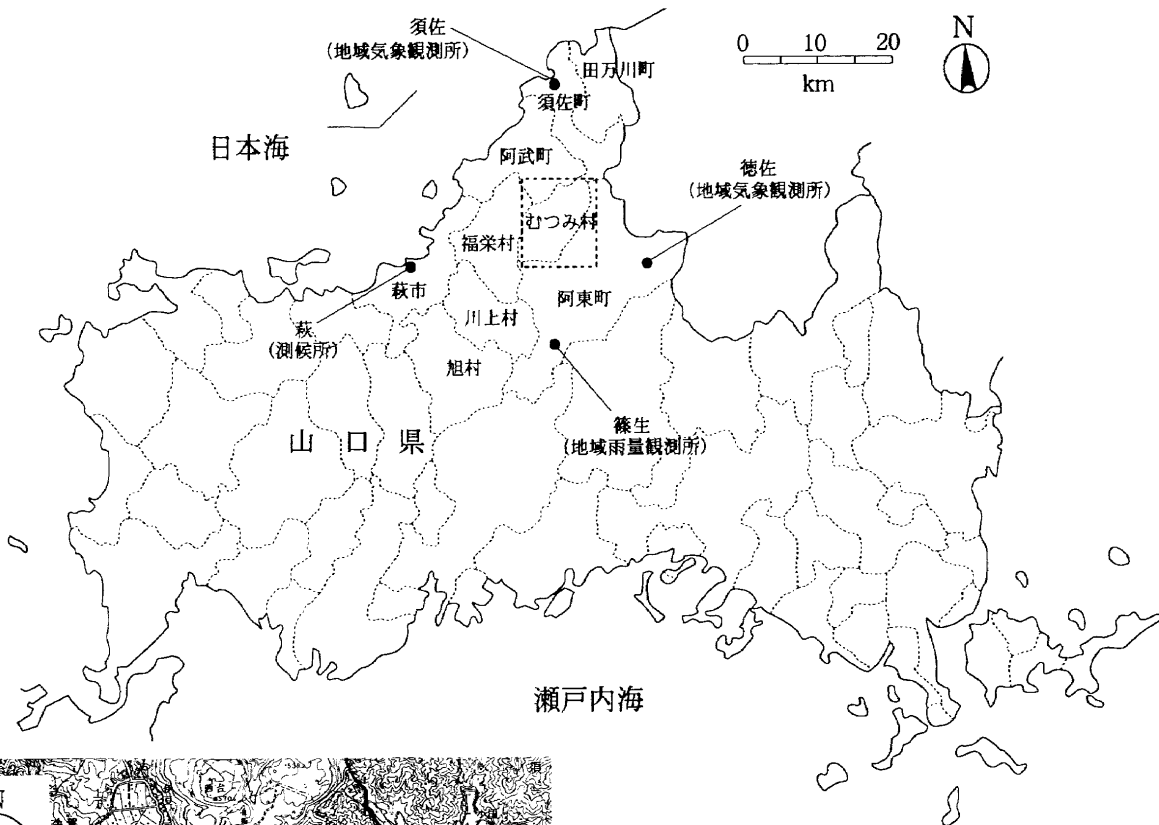 須佐
(地域気象観測所)
田万川町
須佐町
0 10 20
km
N
日本海
阿武町
徳佐
(地域気象観測所)
むつみ村
福栄村
萩市
阿東町
川上村
萩
(測候所)
旭村
篠生
(地域雨量観測所)
山口県
瀬戸内海
N